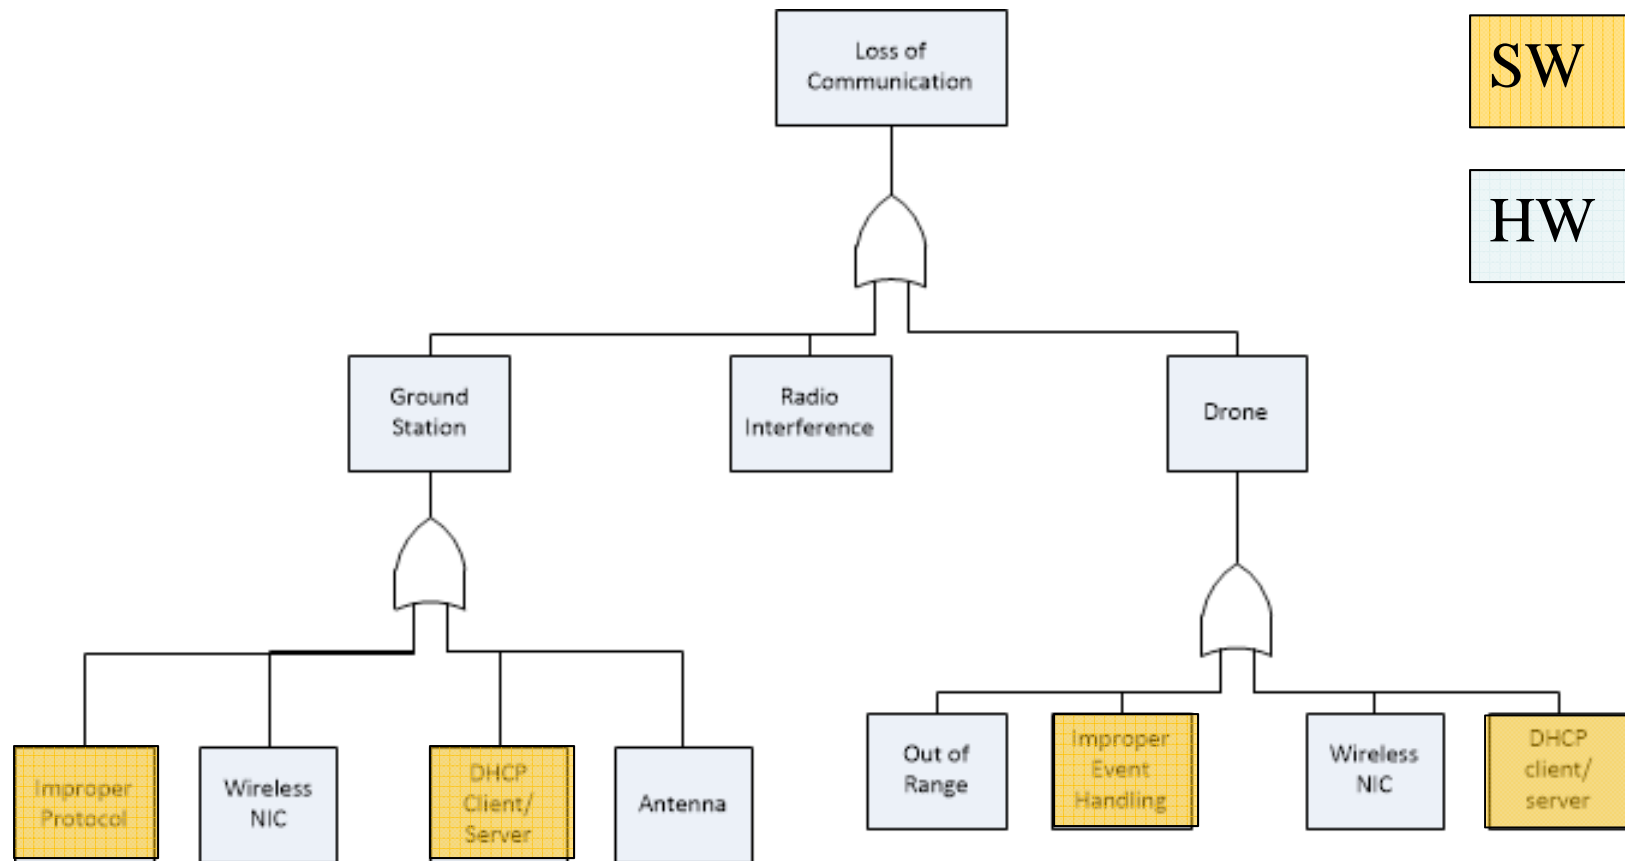 Loss of
Communication
SW
HW
Ground
Station
Radio
Interference
Drone
Improper
Protocol
Wireless
NIC
DHCP
Client/
Server
Antenna
Out of
Range
Improper
Event
Handling
Wireless
NIC
DHCP
client/
server